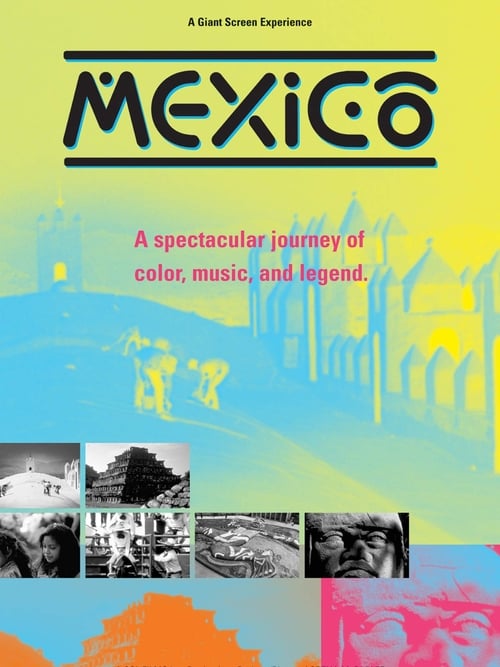 A Giant Screen Experience
MEXICO
A spectacular journey of
color, music, and legend.